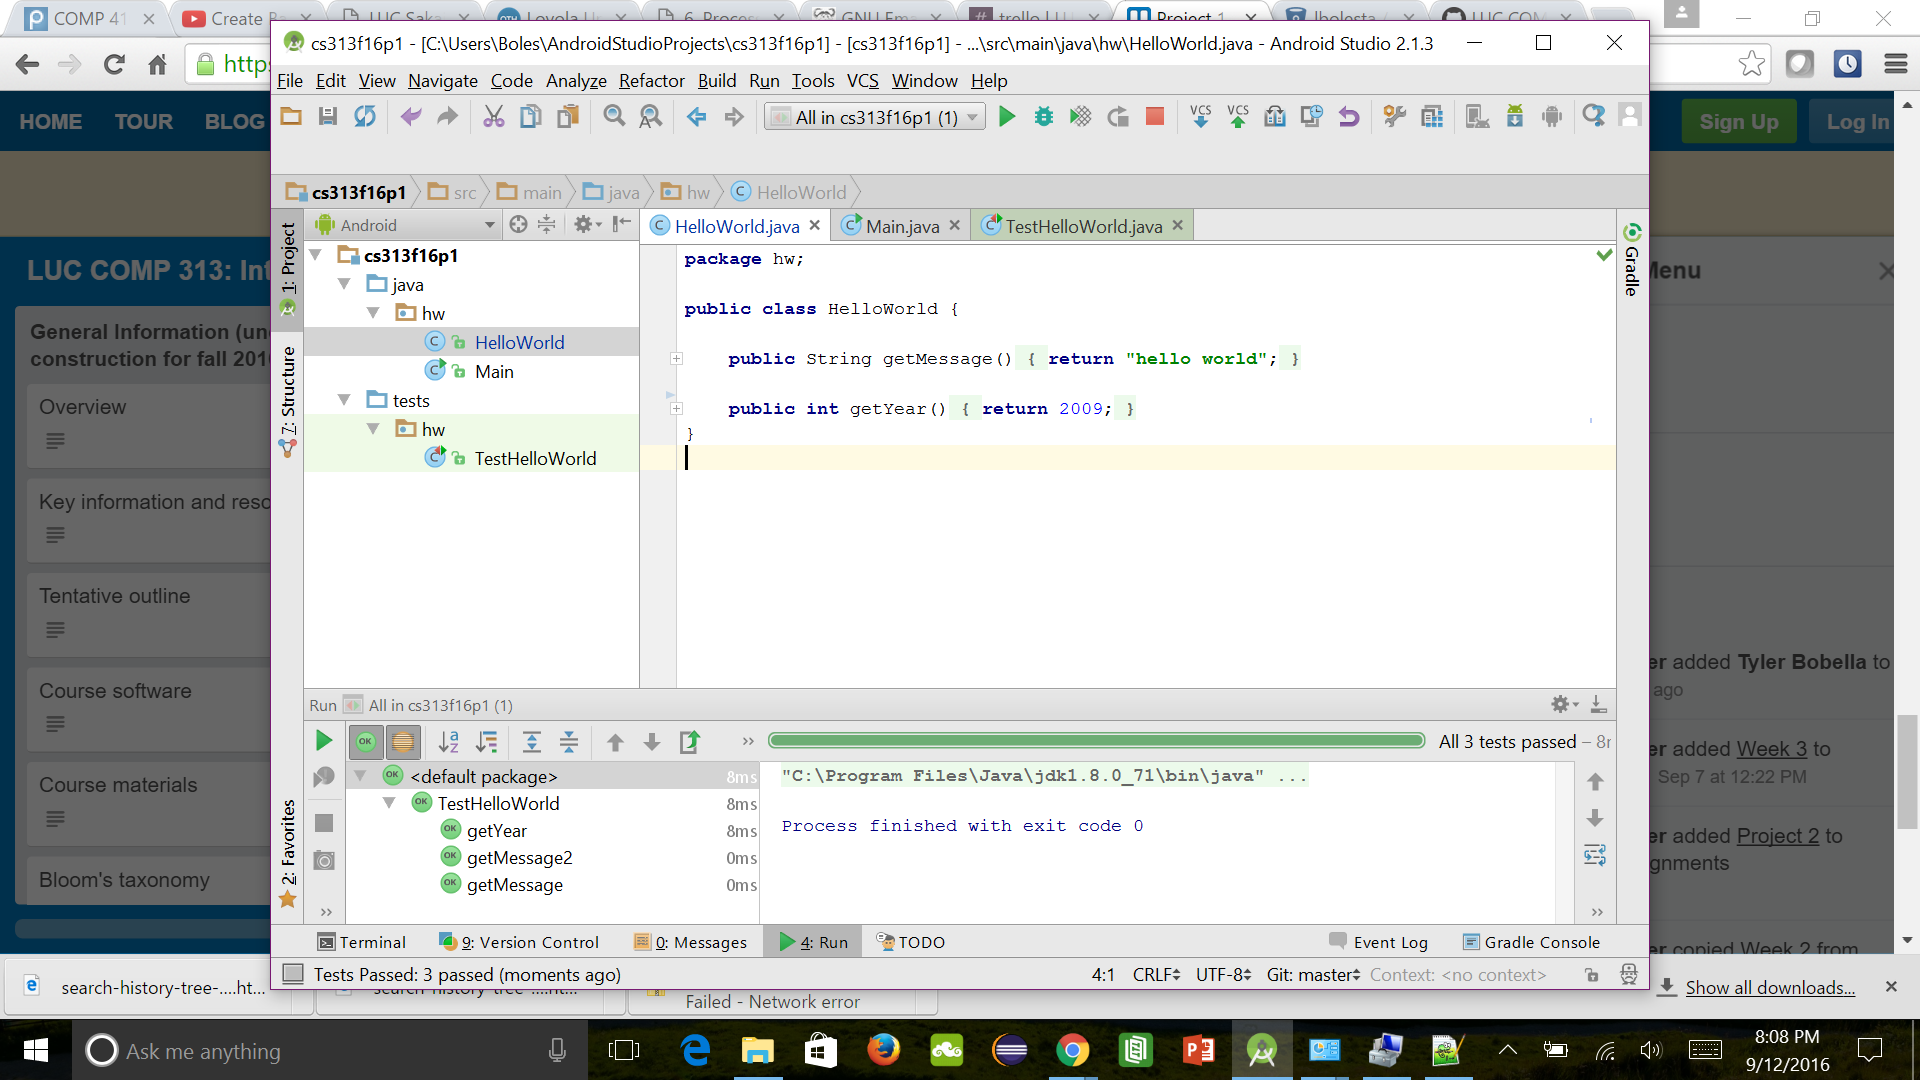 COMP 41
Create
LUC Saka
Loyola U
6. Proces
GNU Ema
trello LU
Project 1
lbolesta
LUC COM
cs313f16p1 - [C:\Users\Boles\AndroidStudioProjects\cs313f16p1] - [cs313f16p1] - ...\src\main\java\hw\HelloWorld.java - Android Studio 2.1.3
https
File Edit View Navigate Code Analyze Refactor Build Run Tools VCS Window Help
All in cs313f16p1 (1)
VCS VCS
HOME TOUR BLOG
Sign Up Log In
cs313f16p1 src main java hw HelloWorld
1: Project
Android
HelloWorld.java
Main.java
TestHelloWorld.java
Gradle
LUC COMP 313: Int
Menu
General Information (un
construction for fall 201
Overview
Key information and reso
Tentative outline
Course software
Course materials
Bloom's taxonomy
7: Structure
2: Favorites
cs313f16p1
java
hw
HelloWorld
Main
tests
hw
TestHelloWorld
package hw;
public class HelloWorld {
public String getMessage() { return "hello world"; }
public int getYear() { return 2009; }
}
er added Tyler Bobella to
ago
er added Week 3 to
Sep 7 at 12:22 PM
er added Project 2 to
gnments
er copied Week 2 from
Run All in cs313f16p1 (1)
All 3 tests passed – 8
<default package> 8ms
TestHelloWorld 8ms
getYear 8ms
getMessage2 0ms
getMessage 0ms
"C:\Program Files\Java\jdk1.8.0_71\bin\java" ...
Process finished with exit code 0
Terminal 9: Version Control 0: Messages 4: Run TODO Event Log Gradle Console
Tests Passed: 3 passed (moments ago)
4:1 CRLF UTF-8 Git: master Context: <no context>
search-history-tree-....ht...
search-history-tree-....ht...
Failed - Network error
Show all downloads...
Ask me anything
8:08 PM
9/12/2016